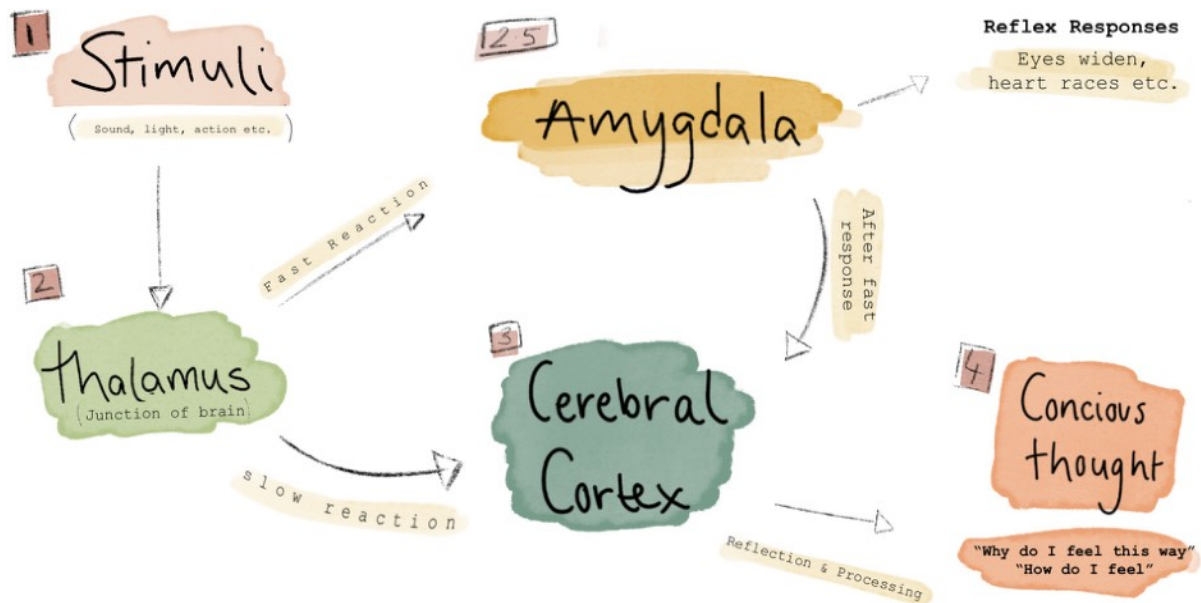 1
Stimuli
(Sound, light, action etc.)
2.5
Amygdala
Reflex Responses
Eyes widen,
heart races etc.
Fast Reaction
After fast
response
2
Thalamus
(Junction of brain)
slow reaction
3
Cerebral
Cortex
Reflection & Processing
4
Concious
thought
"Why do I feel this way"
"How do I feel"